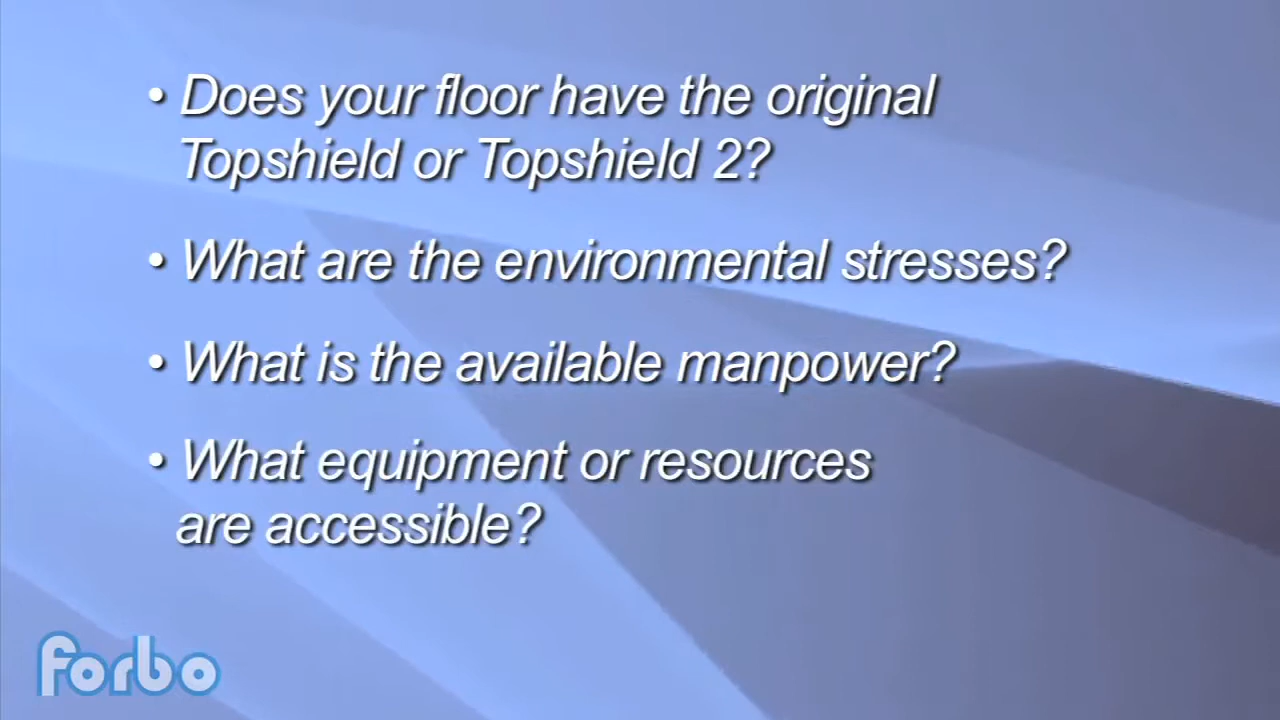 • Does your floor have the original
Topshield or Topshield 2?
• What are the environmental stresses?
• What is the available manpower?
• What equipment or resources
are accessible?
forbo